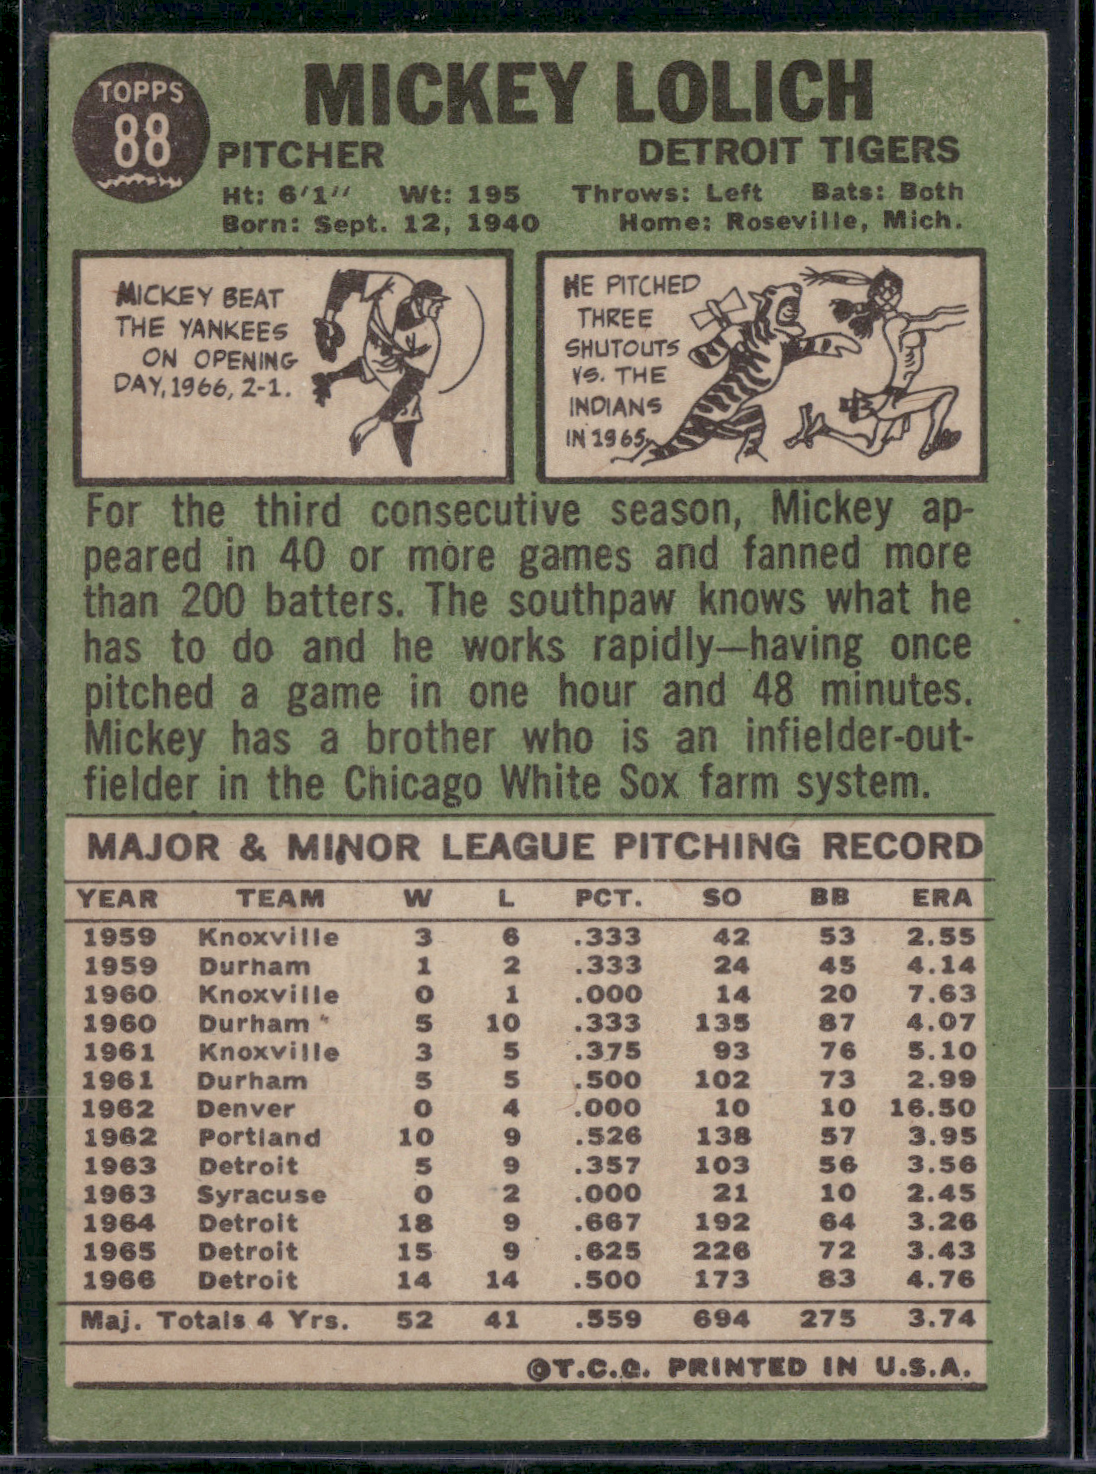 TOPPS
88
MICKEY LOLICH
PITCHER DETROIT TIGERS
Ht: 6'1" Wt: 195 Throws: Left Bats: Both
Born: Sept. 12, 1940 Home: Roseville, Mich.
MICKEY BEAT
THE YANKEES
ON OPENING
DAY, 1966, 2-1.
HE PITCHED
THREE
SHUTOUTS
VS. THE
INDIANS
IN 1965.
For the third consecutive season, Mickey ap-
peared in 40 or more games and fanned more
than 200 batters. The southpaw knows what he
has to do and he works rapidly—having once
pitched a game in one hour and 48 minutes.
Mickey has a brother who is an infielder-out-
fielder in the Chicago White Sox farm system.
MAJOR & MINOR LEAGUE PITCHING RECORD
YEAR TEAM W L PCT. SO BB ERA
1959 Knoxville 3 6 .333 42 53 2.55
1959 Durham 1 2 .333 24 45 4.14
1960 Knoxville 0 1 .000 14 20 7.63
1960 Durham 5 10 .333 135 87 4.07
1961 Knoxville 3 5 .375 93 76 5.10
1961 Durham 5 5 .500 102 73 2.99
1962 Denver 0 4 .000 10 10 16.50
1962 Portland 10 9 .526 138 57 3.95
1963 Detroit 5 9 .357 103 56 3.56
1963 Syracuse 0 2 .000 21 10 2.45
1964 Detroit 18 9 .667 192 64 3.26
1965 Detroit 15 9 .625 226 72 3.43
1966 Detroit 14 14 .500 173 83 4.76
Maj. Totals 4 Yrs. 52 41 .559 694 275 3.74
©T.C.G. PRINTED IN U.S.A.